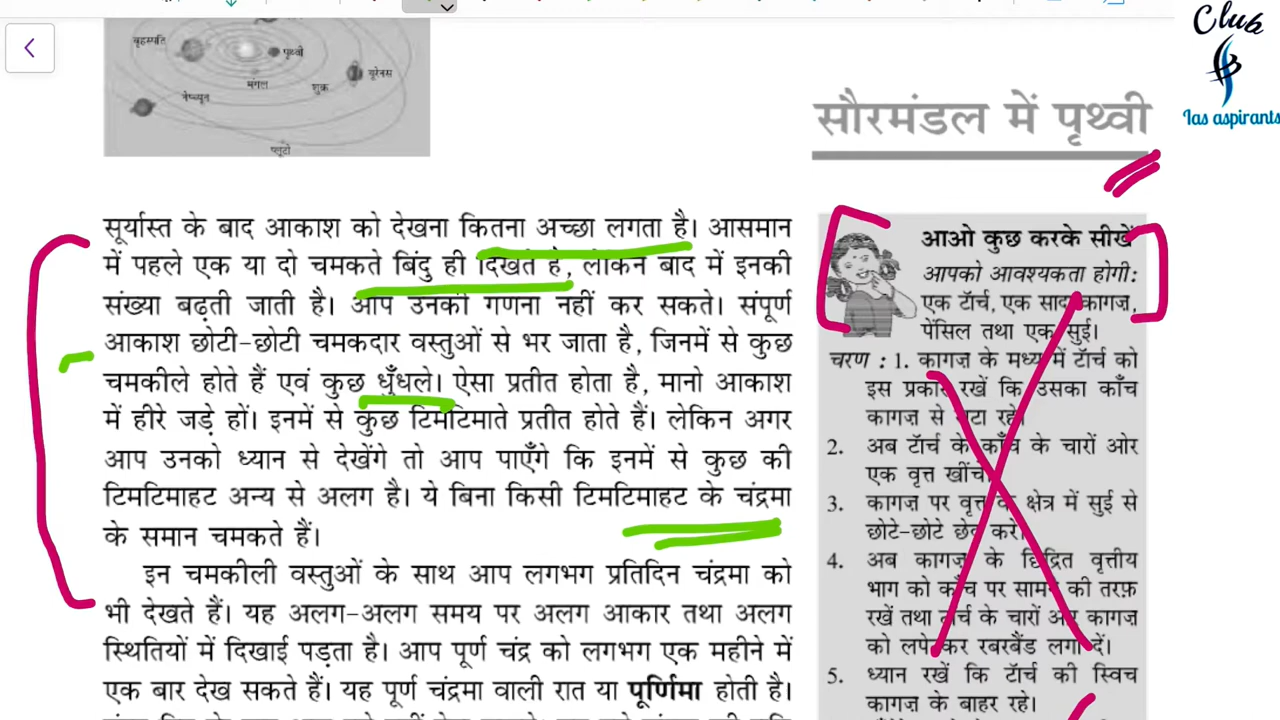 Club
Ias aspirants
बृहस्पति
पृथ्वी
मंगल
शुक्र
यूरेनस
नेप्च्यून
प्लूटो
सौरमंडल में पृथ्वी
सूर्यास्त के बाद आकाश को देखना कितना अच्छा लगता है। आसमान
में पहले एक या दो चमकते बिंदु ही दिखते हैं, लेकिन बाद में इनकी
संख्या बढ़ती जाती है। आप उनकी गणना नहीं कर सकते। संपूर्ण
आकाश छोटी-छोटी चमकदार वस्तुओं से भर जाता है, जिनमें से कुछ
चमकीले होते हैं एवं कुछ धुँधले। ऐसा प्रतीत होता है, मानो आकाश
में हीरे जड़े हों। इनमें से कुछ टिमटिमाते प्रतीत होते हैं। लेकिन अगर
आप उनको ध्यान से देखेंगे तो आप पाएँगे कि इनमें से कुछ की
टिमटिमाहट अन्य से अलग है। ये बिना किसी टिमटिमाहट के चंद्रमा
के समान चमकते हैं।
इन चमकीली वस्तुओं के साथ आप लगभग प्रतिदिन चंद्रमा को
भी देखते हैं। यह अलग-अलग समय पर अलग आकार तथा अलग
स्थितियों में दिखाई पड़ता है। आप पूर्ण चंद्र को लगभग एक महीने में
एक बार देख सकते हैं। यह पूर्ण चंद्रमा वाली रात या पूर्णिमा होती है।
आओ कुछ करके सीखें
आपको आवश्यकता होगी:
एक टॉर्च, एक सादा कागज़,
पेंसिल तथा एक सुई।
चरण : 1. कागज़ के मध्य में टॉर्च को
इस प्रकार रखें कि उसका काँच
कागज़ से सटा रहे।
2. अब टॉर्च के काँच के चारों ओर
एक वृत्त खींचें।
3. कागज़ पर वृत्त के क्षेत्र में सुई से
छोटे-छोटे छेद करें।
4. अब कागज़ के छिद्रित वृत्तीय
भाग को काँच पर सामने की तरफ़
रखें तथा टॉर्च के चारों ओर कागज
को लपेटकर रबरबैंड लगा दें।
5. ध्यान रखें कि टॉर्च की स्विच
कागज़ के बाहर रहे।